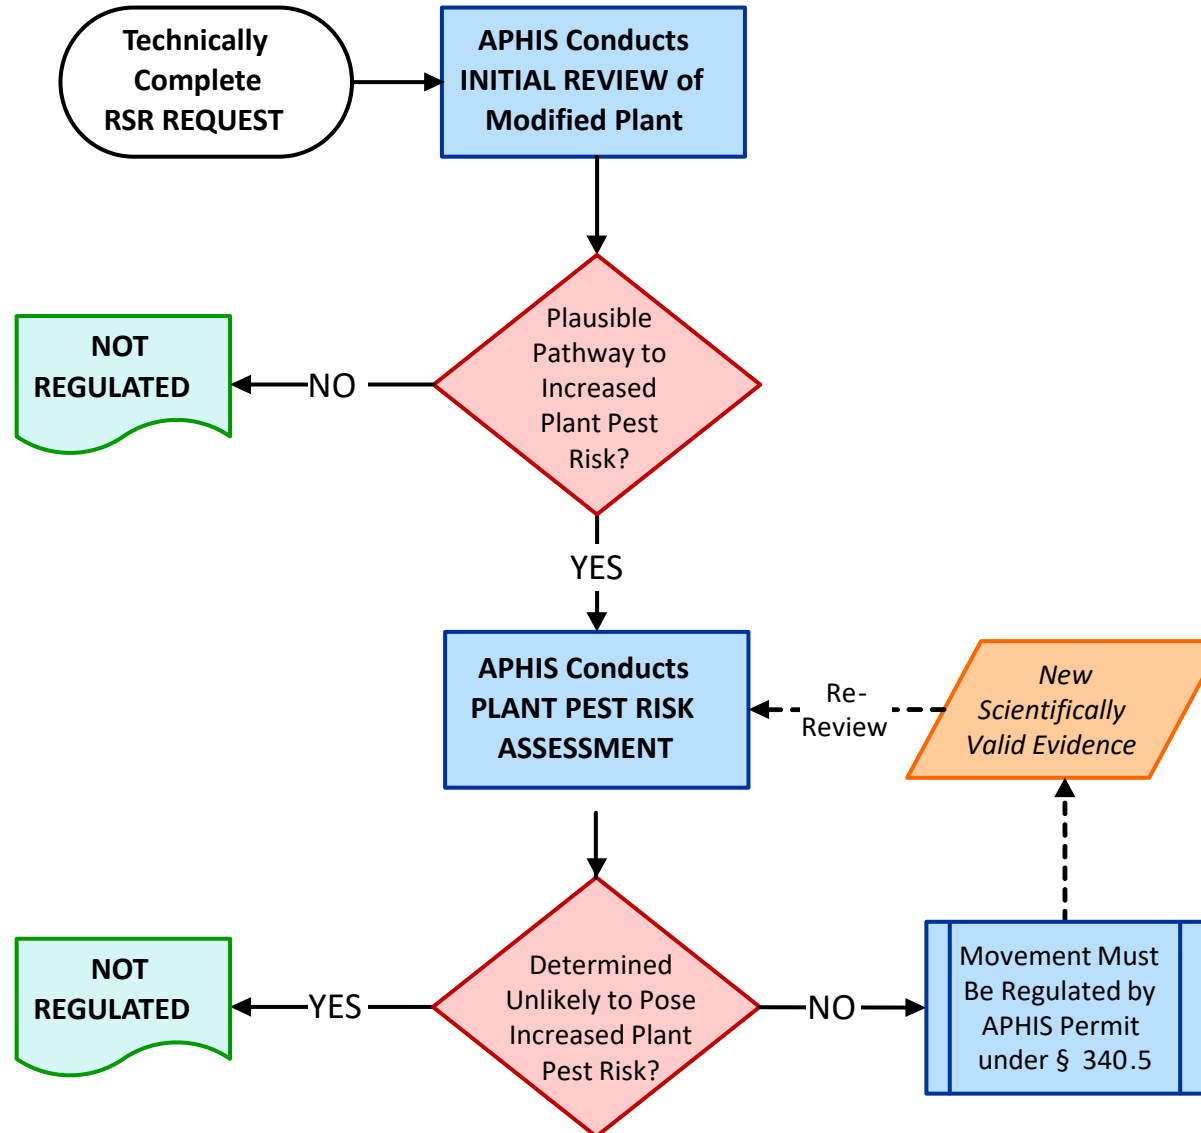 Technically
Complete
RSR REQUEST
APHIS Conducts
INITIAL REVIEW of
Modified Plant
Plausible
Pathway to
Increased
Plant Pest
Risk?
NO
NOT
REGULATED
YES
APHIS Conducts
PLANT PEST RISK
ASSESSMENT
Re-
Review
New
Scientifically
Valid Evidence
Determined
Unlikely to Pose
Increased Plant
Pest Risk?
YES
NOT
REGULATED
NO
Movement Must
Be Regulated by
APHIS Permit
under § 340.5